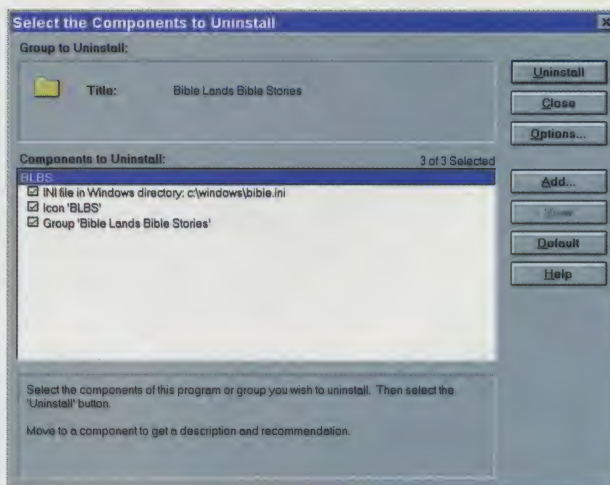 Select the Components to Uninstall
Group to Uninstall:
Title: Bible Lands Bible Stories
Uninstall
Close
Options...
Components to Uninstall: 3 of 3 Selected
BLBS
INI file in Windows directory: c:\windows\bible.ini
Icon 'BLBS'
Group 'Bible Lands Bible Stories'
Add...
Default
Help
Select the components of this program or group you wish to uninstall. Then select the
'Uninstall' button.
Move to a component to get a description and recommendation.